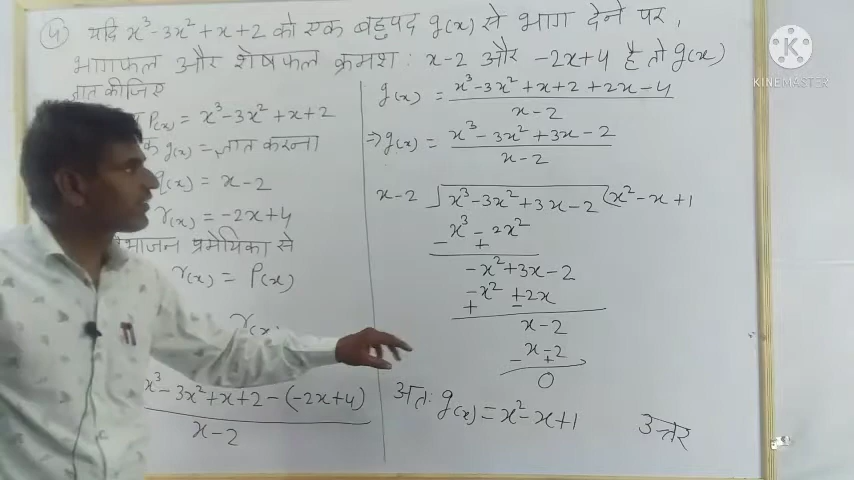 (4) यदि x³-3x²+x+2 को एक बहुपद g(x) से भाग देने पर,
भागफल और शेषफल क्रमश: x-2 और -2x+4 है तो g(x)
ज्ञात कीजिए
P(x) = x³-3x²+x+2
g(x) = ज्ञात करना
q(x) = x-2
r(x) = -2x+4
प्रमेयिका से
r(x) = P(x)
r(x)
x³-3x²+x+2-(-2x+4)
x-2
g(x) = x³-3x²+x+2+2x-4
x-2
⇒g(x) = x³-3x²+3x-2
x-2
x-2 √x³-3x²+3x-2 (x²-x+1
x³-2x²
- +
-x²+3x-2
-x²+2x
+ -
x-2
x-2
- +
0
अत: g(x) = x²-x+1
उत्तर
KINEMASTER